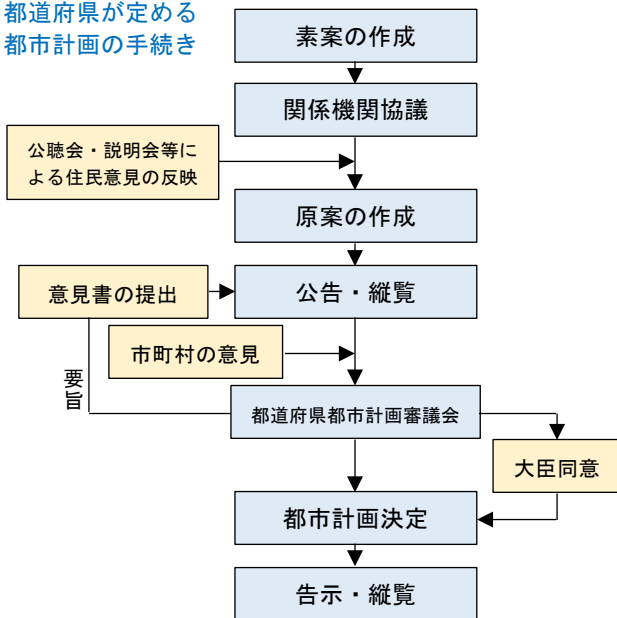 都道府県が定める
都市計画の手続き
素案の作成
関係機関協議
公聴会・説明会等に
よる住民意見の反映
原案の作成
意見書の提出
公告・縦覧
市町村の意見
要旨
都道府県都市計画審議会
大臣同意
都市計画決定
告示・縦覧